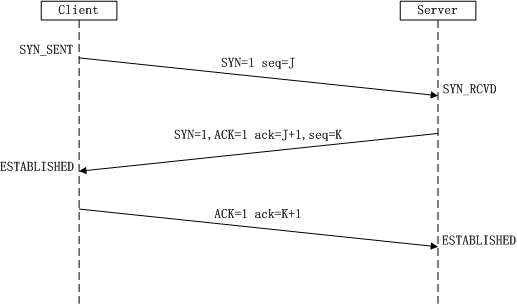 Client
Server
SYN_SENT
SYN=1 seq=J
SYN_RCVD
SYN=1,ACK=1 ack=J+1,seq=K
ESTABLISHED
ACK=1 ack=K+1
ESTABLISHED